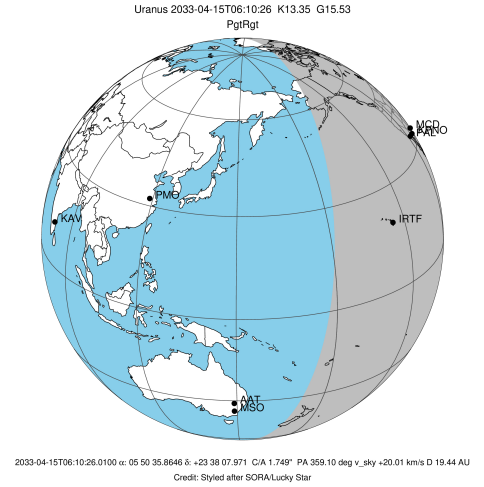 Uranus 2033-04-15T06:10:26  K13.35  G15.53
PgtRgt
MCD
PAL
IRTF
PMO
KAV
AAT
MSO
2033-04-15T06:10:26.0100 α: 05 50 35.8646 δ: +23 38 07.971  C/A 1.749"  PA 359.10 deg v_sky +20.01 km/s D 19.44 AU
Credit: Styled after SORA/Lucky Star